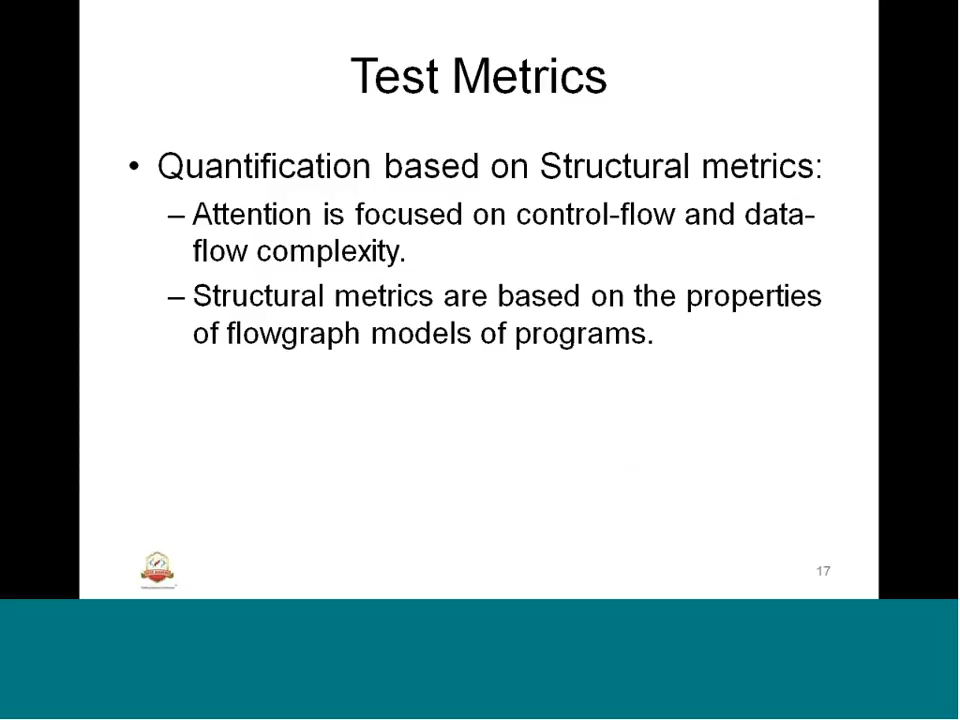 Test Metrics
• Quantification based on Structural metrics:
– Attention is focused on control-flow and data-
flow complexity.
– Structural metrics are based on the properties
of flowgraph models of programs.
17